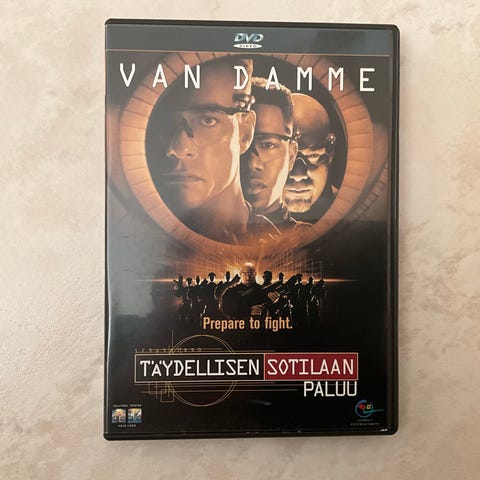 DVD
VIDEO
VAN DAMME
Prepare to fight.
TÄYDELLISEN SOTILAAN
PALUU